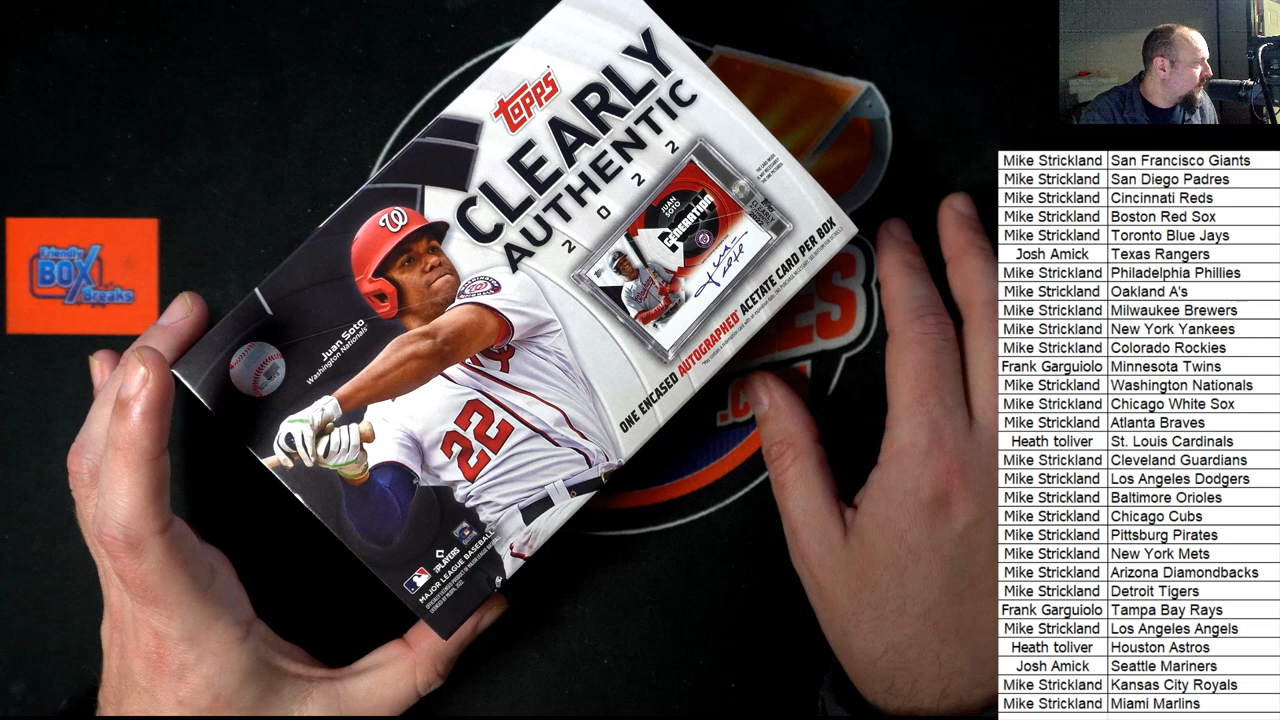 Friendly
BOX
Breaks
topps
CLEARLY
AUTHENTIC
2 0 2 2
JUAN
SOTO
GENERATION
Juan Soto
Washington Nationals
W
22
ONE ENCASED AUTOGRAPHED ACETATE CARD PER BOX
PLAYERS
MAJOR LEAGUE BASEBALL
Mike Strickland San Francisco Giants
Mike Strickland San Diego Padres
Mike Strickland Cincinnati Reds
Mike Strickland Boston Red Sox
Mike Strickland Toronto Blue Jays
Josh Amick Texas Rangers
Mike Strickland Philadelphia Phillies
Mike Strickland Oakland A's
Mike Strickland Milwaukee Brewers
Mike Strickland New York Yankees
Mike Strickland Colorado Rockies
Frank Garguiolo Minnesota Twins
Mike Strickland Washington Nationals
Mike Strickland Chicago White Sox
Mike Strickland Atlanta Braves
Heath toliver St. Louis Cardinals
Mike Strickland Cleveland Guardians
Mike Strickland Los Angeles Dodgers
Mike Strickland Baltimore Orioles
Mike Strickland Chicago Cubs
Mike Strickland Pittsburg Pirates
Mike Strickland New York Mets
Mike Strickland Arizona Diamondbacks
Mike Strickland Detroit Tigers
Frank Garguiolo Tampa Bay Rays
Mike Strickland Los Angeles Angels
Heath toliver Houston Astros
Josh Amick Seattle Mariners
Mike Strickland Kansas City Royals
Mike Strickland Miami Marlins